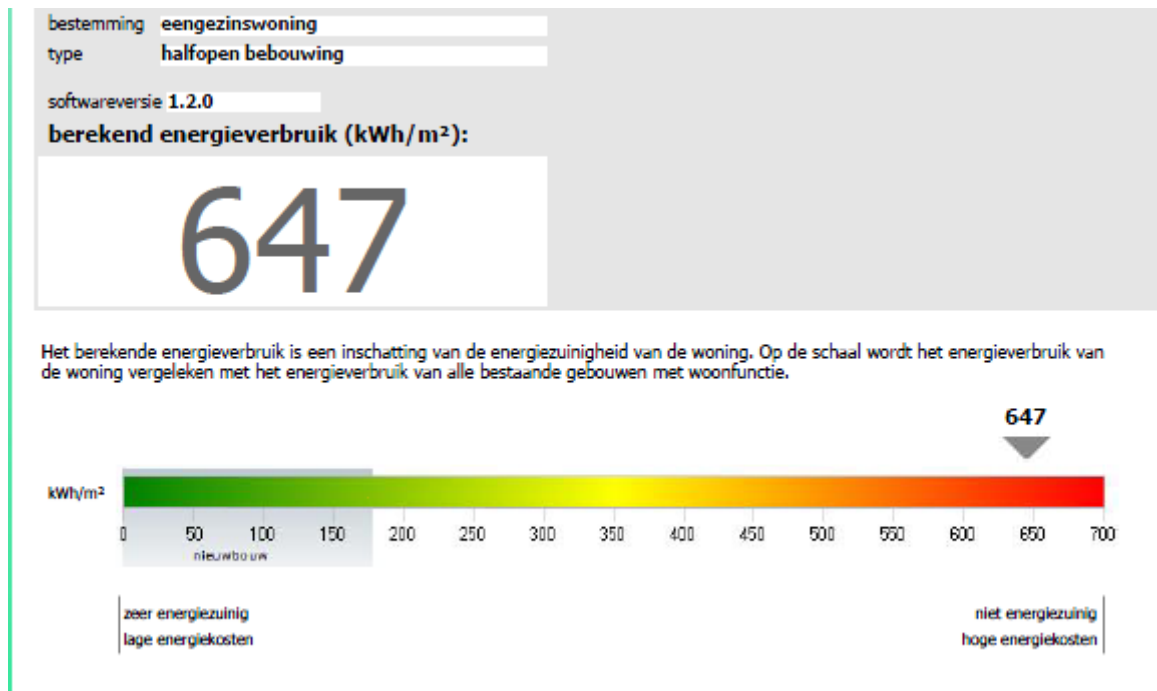 bestemming eengezinswoning
type halfopen bebouwing
softwareversie 1.2.0
berekend energieverbruik (kWh/m²):
647
Het berekende energieverbruik is een inschatting van de energiezuinigheid van de woning. Op de schaal wordt het energieverbruik van
de woning vergeleken met het energieverbruik van alle bestaande gebouwen met woonfunctie.
647
kWh/m²
0 50 100 150 200 250 300 350 400 450 500 550 600 650 700
nieuwbouw
zeer energiezuinig niet energiezuinig
lage energiekosten hoge energiekosten